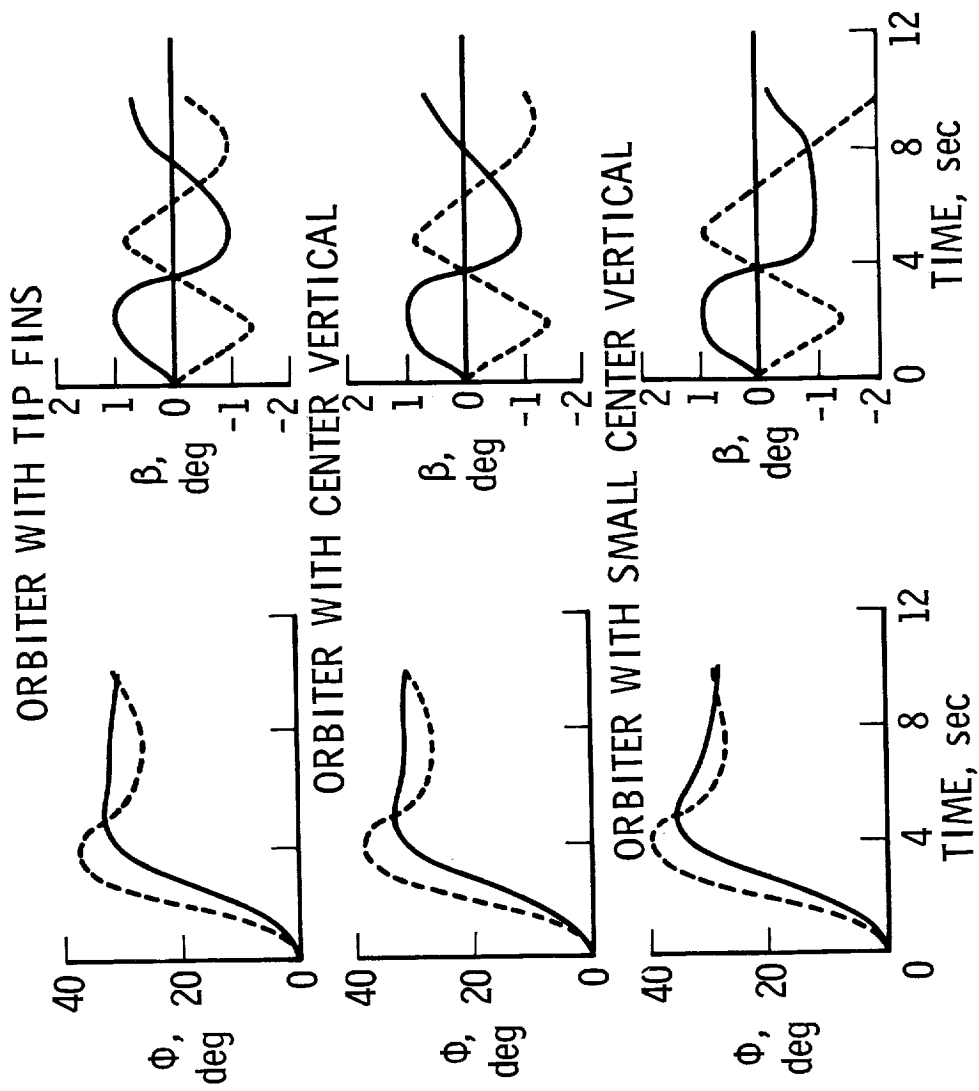 ORBITER WITH TIP FINS
40
20
0
Φ,
deg
2
1
0
-1
-2
β,
deg
ORBITER WITH CENTER VERTICAL
40
20
0
Φ,
deg
2
1
0
-1
-2
β,
deg
ORBITER WITH SMALL CENTER VERTICAL
40
20
0
Φ,
deg
0
4
8
12
TIME, sec
2
1
0
-1
-2
β,
deg
0
4
8
12
TIME, sec